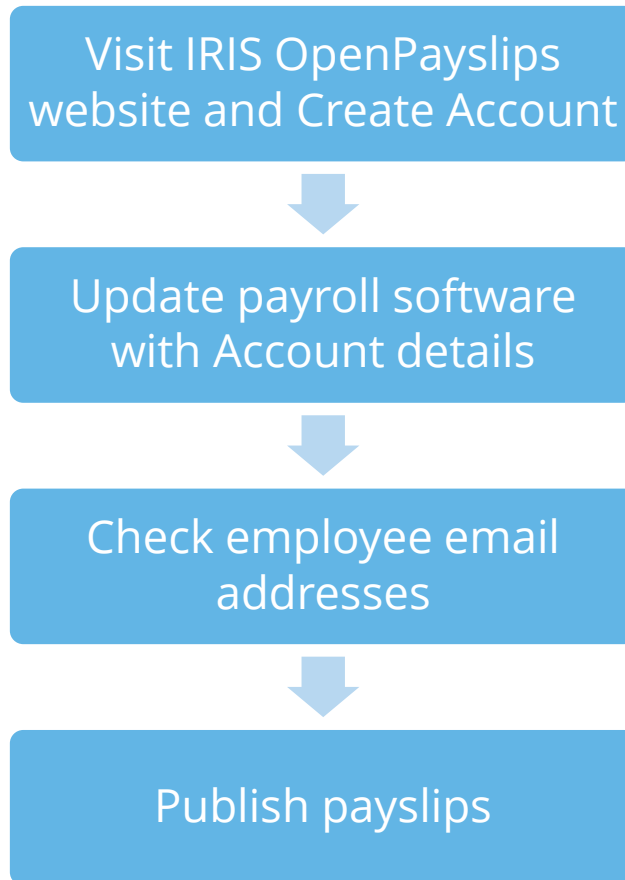 Visit IRIS OpenPayslips
website and Create Account
Update payroll software
with Account details
Check employee email
addresses
Publish payslips